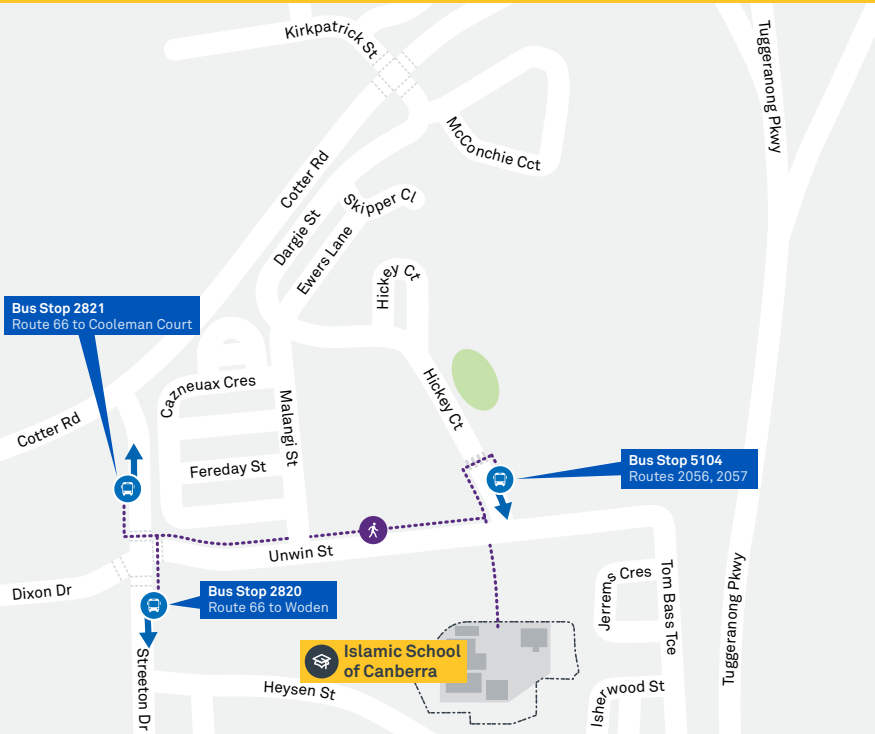 Kirkpatrick St
Tuggeranong Pkwy
McConchie Cct
Cotter Rd
Skipper Cl
Dargie St
Ewers Lane
Hickey Ct
Bus Stop 2821
Route 66 to Cooleman Court
Cazneuax Cres
Hickey Ct
Malangi St
Cotter Rd
Fereday St
Bus Stop 5104
Routes 2056, 2057
Unwin St
Dixon Dr
Jerrems Cres
Tom Bass Tce
Tuggeranong Pkwy
Bus Stop 2820
Route 66 to Woden
Islamic School
of Canberra
Streeton Dr
Heysen St
Isherwood St